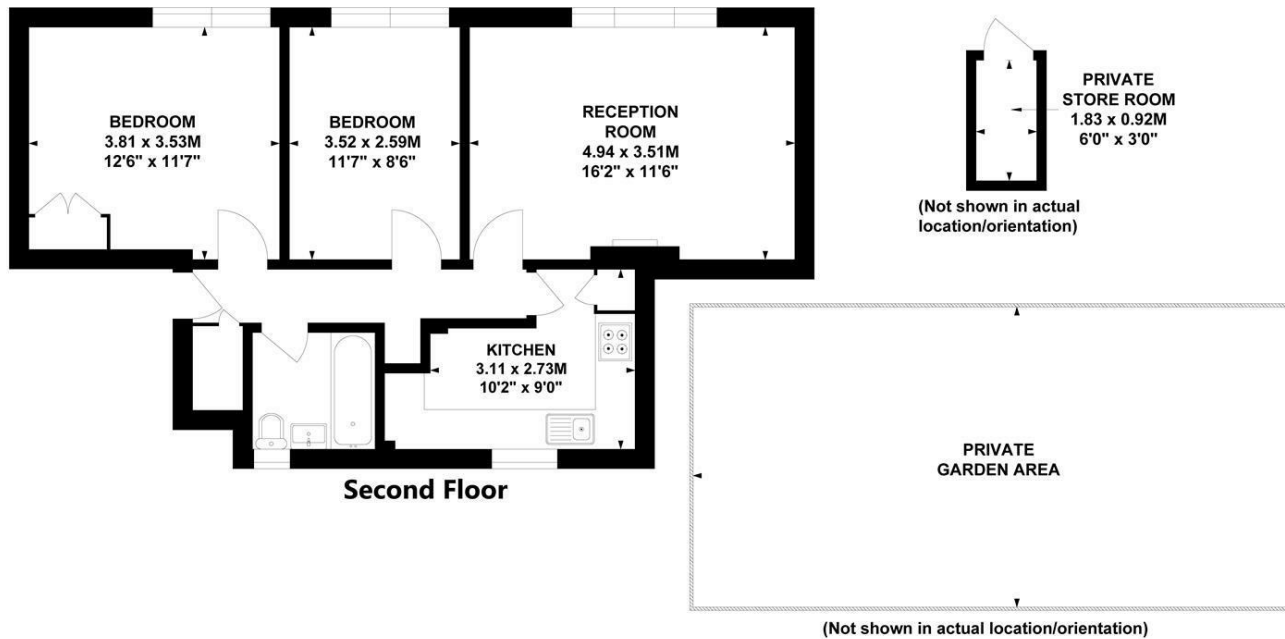 BEDROOM
3.81 x 3.53M
12'6" x 11'7"
BEDROOM
3.52 x 2.59M
11'7" x 8'6"
RECEPTION
ROOM
4.94 x 3.51M
16'2" x 11'6"
PRIVATE
STORE ROOM
1.83 x 0.92M
6'0" x 3'0"
(Not shown in actual
location/orientation)
KITCHEN
3.11 x 2.73M
10'2" x 9'0"
Second Floor
PRIVATE
GARDEN AREA
(Not shown in actual location/orientation)